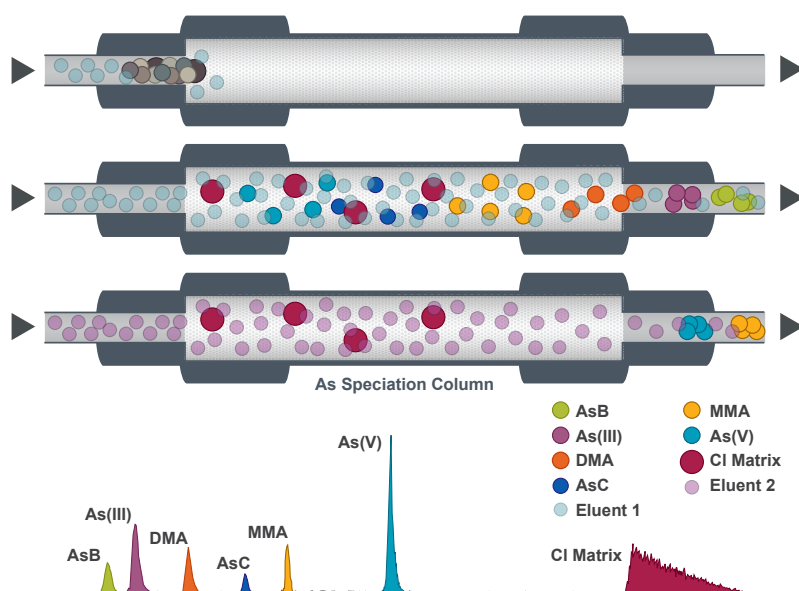 As Speciation Column
AsB
MMA
As(III)
As(V)
DMA
Cl Matrix
AsC
Eluent 2
Eluent 1
As(V)
As(III)
DMA
MMA
AsB
AsC
Cl Matrix